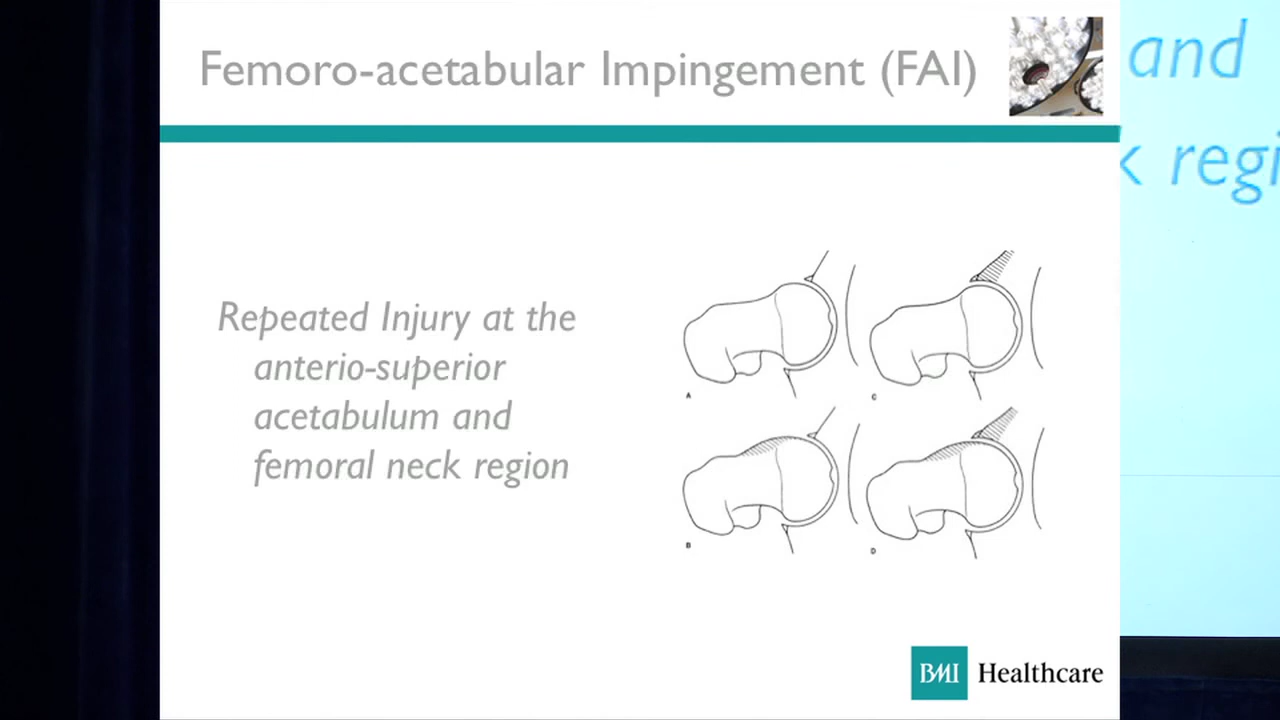 Femoro-acetabular Impingement (FAI)
and
k regi
Repeated Injury at the
anterio-superior
acetabulum and
femoral neck region
A
C
B
D
BMI Healthcare